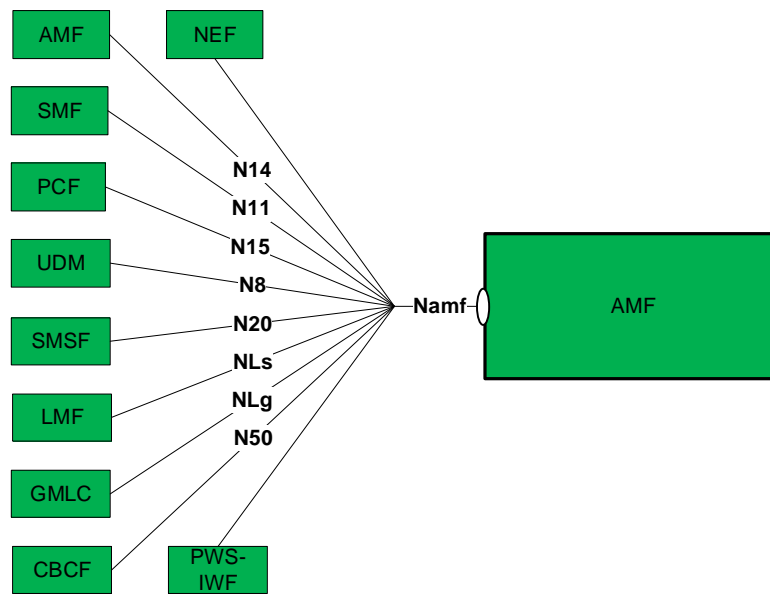 AMF
NEF
SMF
PCF
UDM
SMSF
LMF
GMLC
CBCF
PWS-
IWF
N14
N11
N15
N8
N20
NLs
NLg
N50
Namf
AMF